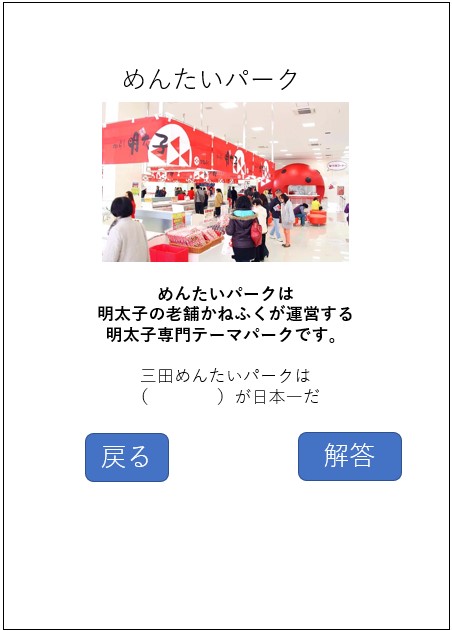 めんたいパーク
明太子
めんたいパークは
明太子の老舗かねふくが運営する
明太子専門テーマパークです。
三田めんたいパークは
（　　　　）が日本一だ
戻る
解答